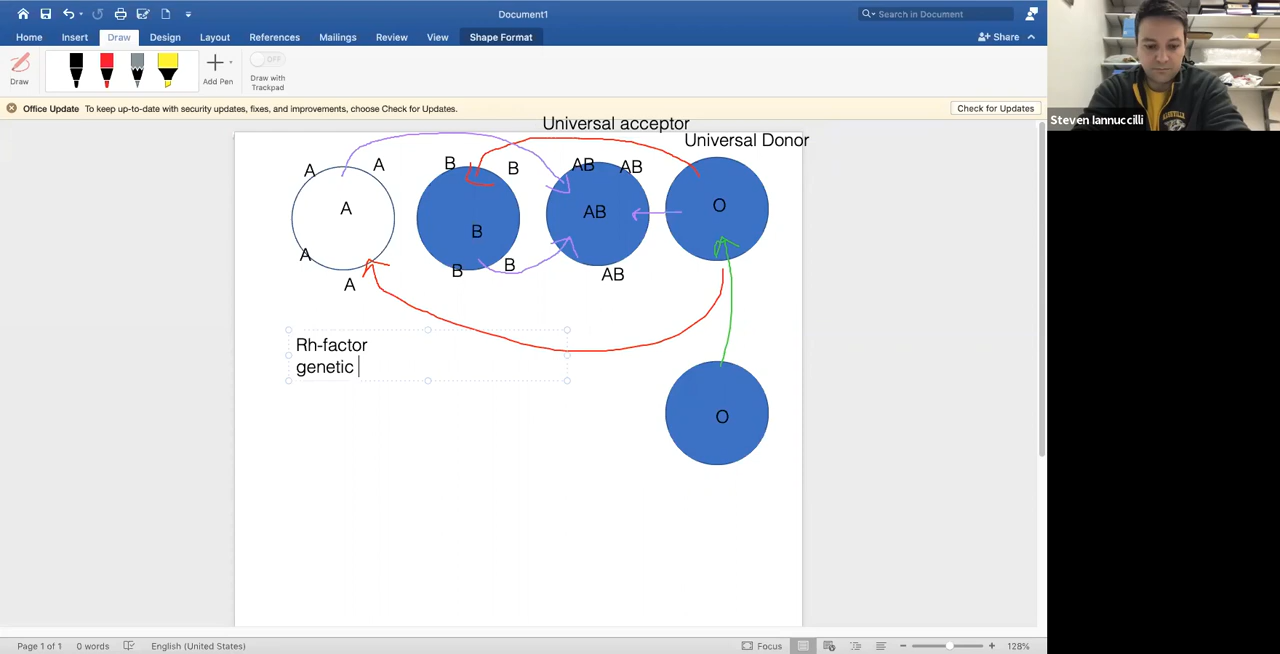 Document1
Search in Document
Home
Insert
Draw
Design
Layout
References
Mailings
Review
View
Shape Format
Share
Draw
Add Pen
OFF
Draw with
Trackpad
Office Update To keep up-to-date with security updates, fixes, and improvements, choose Check for Updates.
Check for Updates
Steven Iannuccilli
Universal acceptor
Universal Donor
A
A
A
A
A
B
B
B
B
B
AB
AB
AB
AB
O
Rh-factor
genetic
O
Page 1 of 1
0 words
English (United States)
Focus
128%